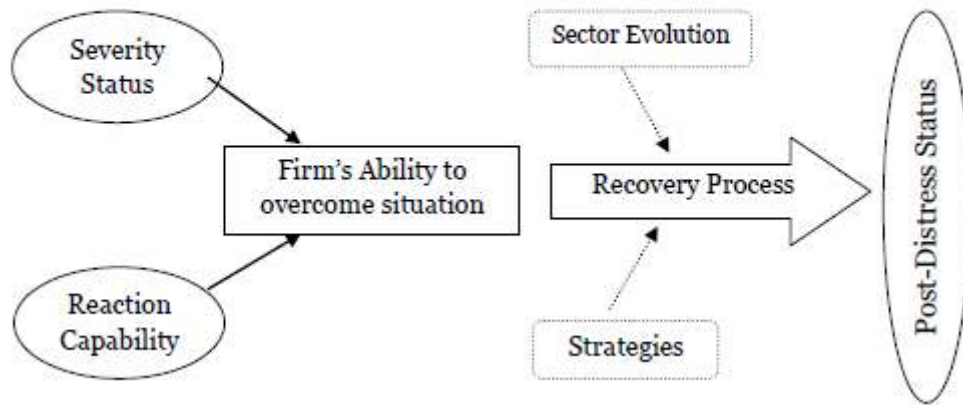 Severity
Status
Sector Evolution
Firm's Ability to
overcome situation
Recovery Process
Reaction
Capability
Strategies
Post-Distress Status